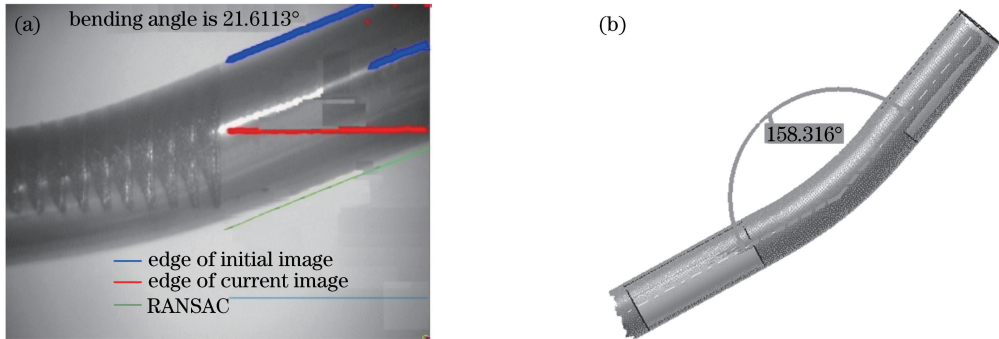 (a)
bending angle is 21.6113°
edge of initial image
edge of current image
RANSAC
(b)
158.316°